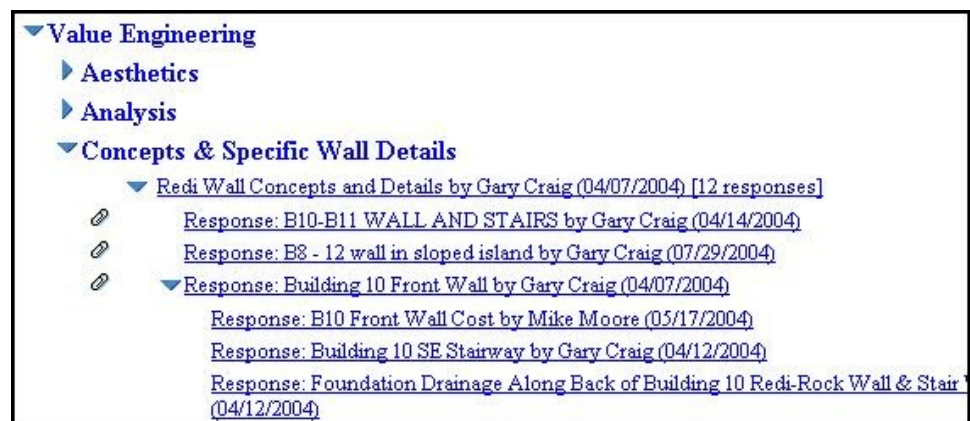 Value Engineering
Aesthetics
Analysis
Concepts & Specific Wall Details
Redi Wall Concepts and Details by Gary Craig (04/07/2004) [12 responses]
Response: B10-B11 WALL AND STAIRS by Gary Craig (04/14/2004)
Response: B8 - 12 wall in sloped island by Gary Craig (07/29/2004)
Response: Building 10 Front Wall by Gary Craig (04/07/2004)
Response: B10 Front Wall Cost by Mike Moore (05/17/2004)
Response: Building 10 SE Stairway by Gary Craig (04/12/2004)
Response: Foundation Drainage Along Back of Building 10 Redi-Rock Wall & Stair
(04/12/2004)